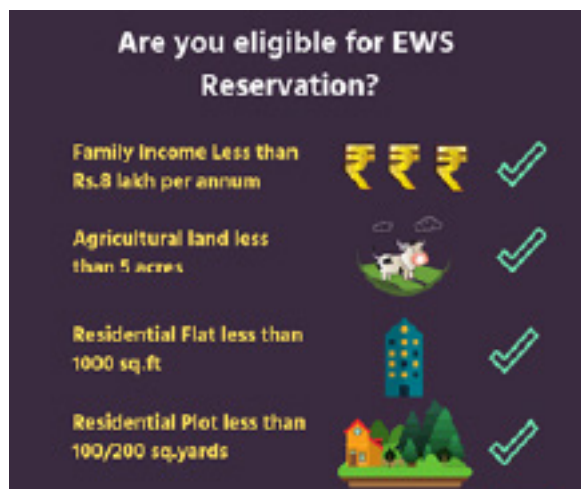 Are you eligible for EWS
Reservation?
Family Income Less than
Rs.8 lakh per annum
Agricultural land less
than 5 acres
Residential Flat less than
1000 sq.ft
Residential Plot less than
100/200 sq.yards